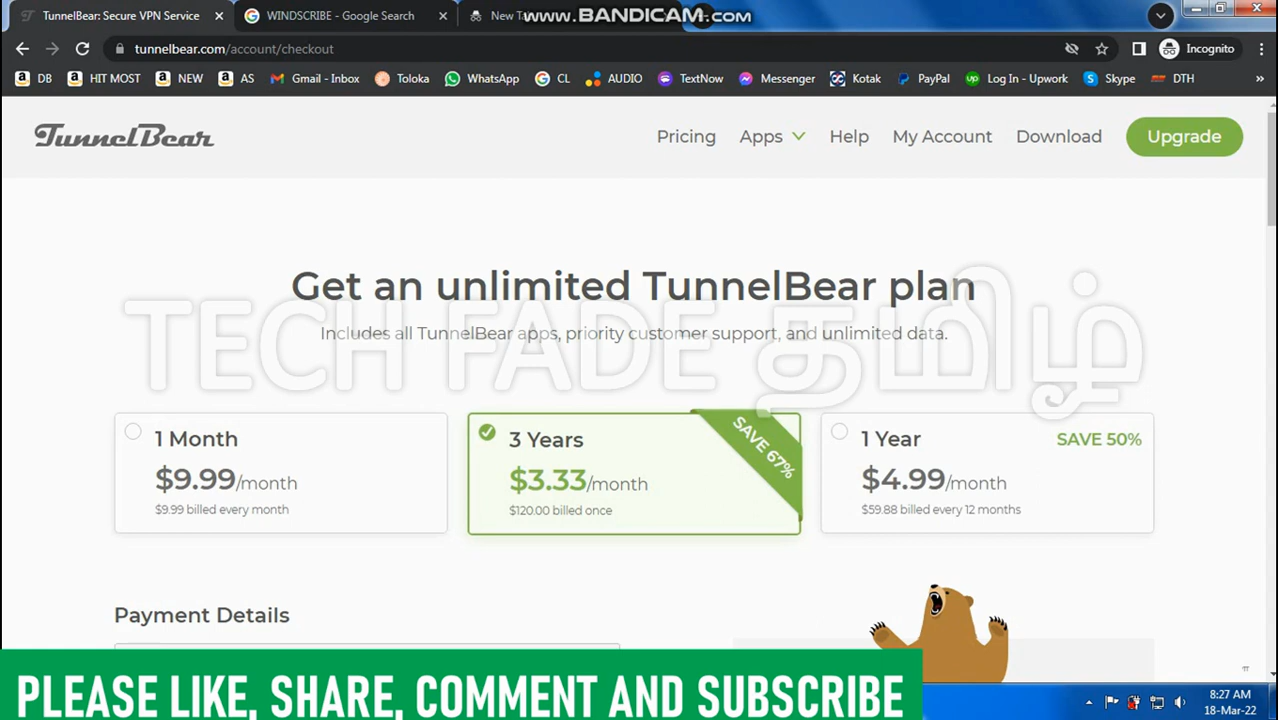 TunnelBear: Secure VPN Service
WINDSCRIBE - Google Search
New Ta
www.BANDICAM.com
tunnelbear.com/account/checkout
Incognito
DB
HIT MOST
NEW
AS
Gmail - Inbox
Toloka
WhatsApp
CL
AUDIO
TextNow
Messenger
Kotak
PayPal
Log In - Upwork
Skype
DTH
»
TunnelBear
Pricing
Apps
Help
My Account
Download
Upgrade
Get an unlimited TunnelBear plan
Includes all TunnelBear apps, priority customer support, and unlimited data.
TECH FADE தமிழ்
1 Month
$9.99/month
$9.99 billed every month
3 Years
$3.33/month
$120.00 billed once
SAVE 67%
1 Year
SAVE 50%
$4.99/month
$59.88 billed every 12 months
Payment Details
PLEASE LIKE, SHARE, COMMENT AND SUBSCRIBE
8:27 AM
18-Mar-22